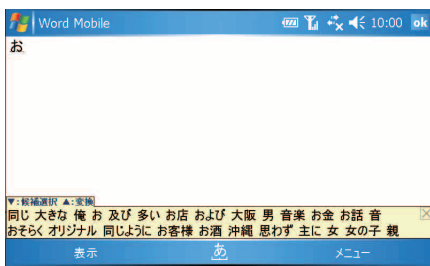 Word Mobile 10:00 ok
お
▼:候補選択 ▲:変換
同じ 大きな 俺 お 及び 多い お店 および 大阪 男 音楽 お金 お話 音
おそらく オリジナル 同じように お客様 お酒 沖縄 思わず 主に 女 女の子 親
表示 あ メニュー